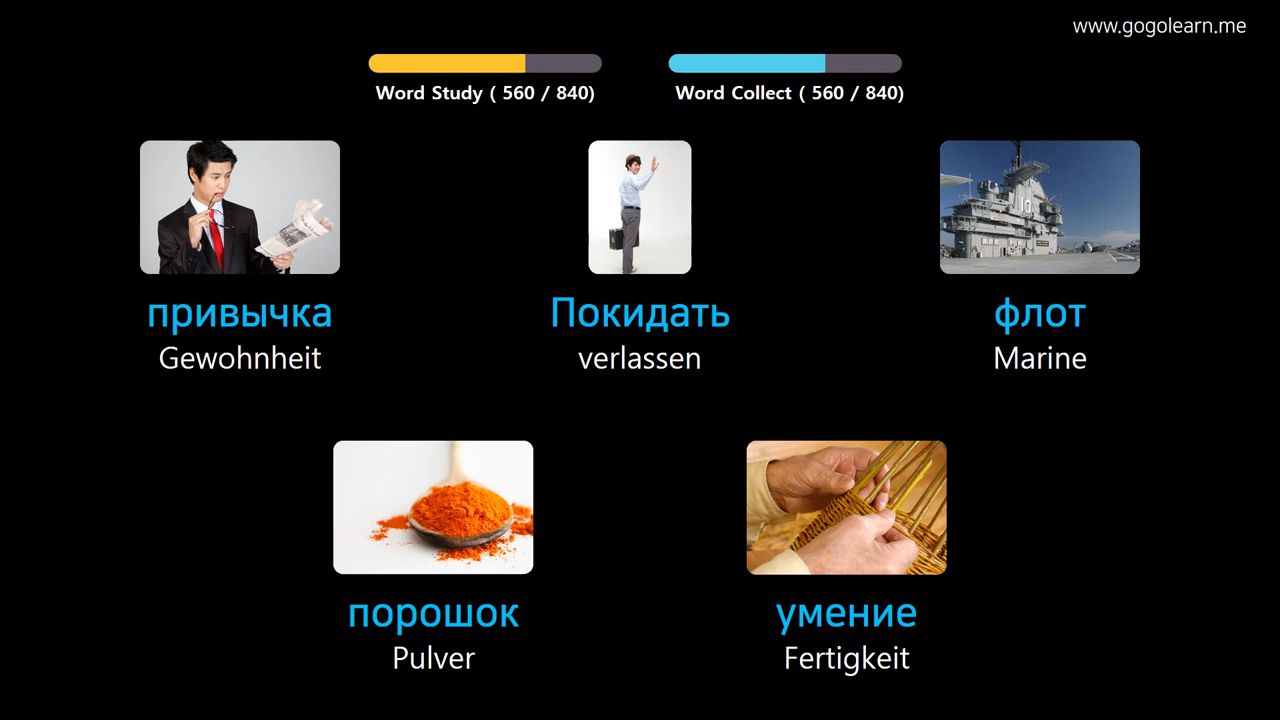 www.gogolearn.me
Word Study ( 560 / 840)
Word Collect ( 560 / 840)
привычка
Gewohnheit
Покидать
verlassen
флот
Marine
порошок
Pulver
умение
Fertigkeit